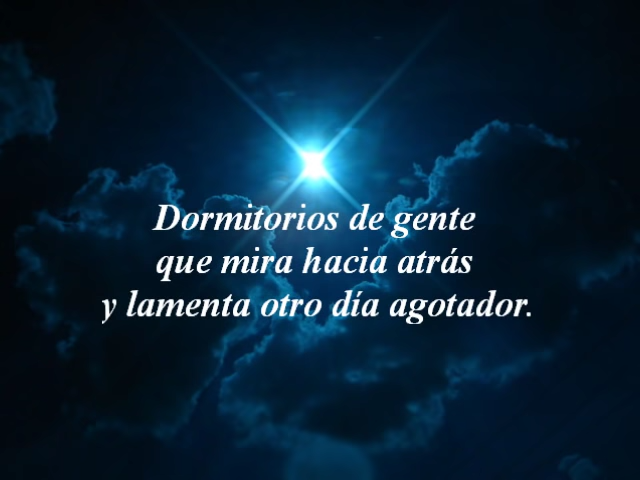 Dormitorios de gente
que mira hacia atrás
y lamenta otro día agotador.